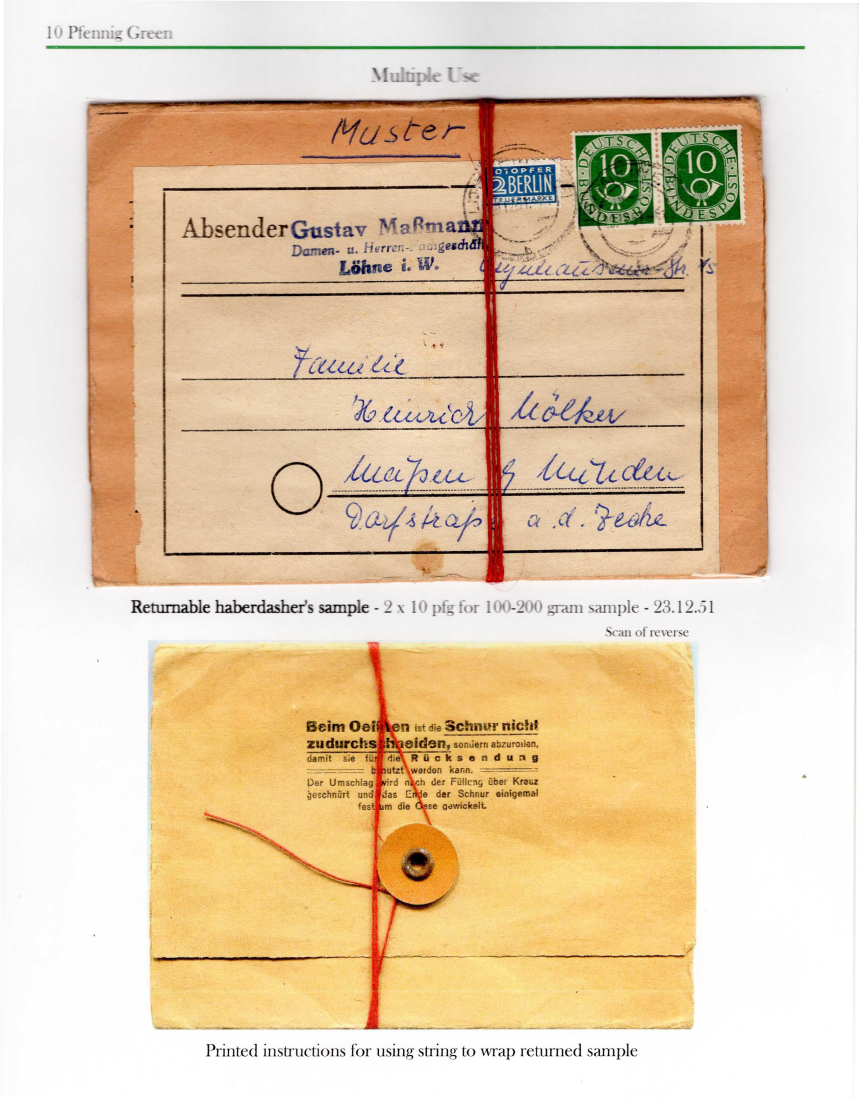 10 Pfennig Green
Multiple Use
Muster
NOTOPFER
2 BERLIN
STEUERMARKE
DEUTSCHE BUNDESPOST
10
DEUTSCHE BUNDESPOST
10
Absender Gustav Maßmann
Damen- u. Herren-
Löhne i. W.
Familie
Heinrich Mölker
Minden
Dorfstraße a. d. Zeche
Returnable haberdasher's sample - 2 x 10 pfg for 100-200 gram sample - 23.12.51
Scan of reverse
Beim Oeffnen ist die Schnur nicht
zu durchschneiden, sondern abzurollen,
damit sie für die Rücksendung
benutzt werden kann.
Der Umschlag wird nach der Füllung über Kreuz
geschnürt und das Ende der Schnur einigemal
fest um die Oese gewickelt.
Printed instructions for using string to wrap returned sample